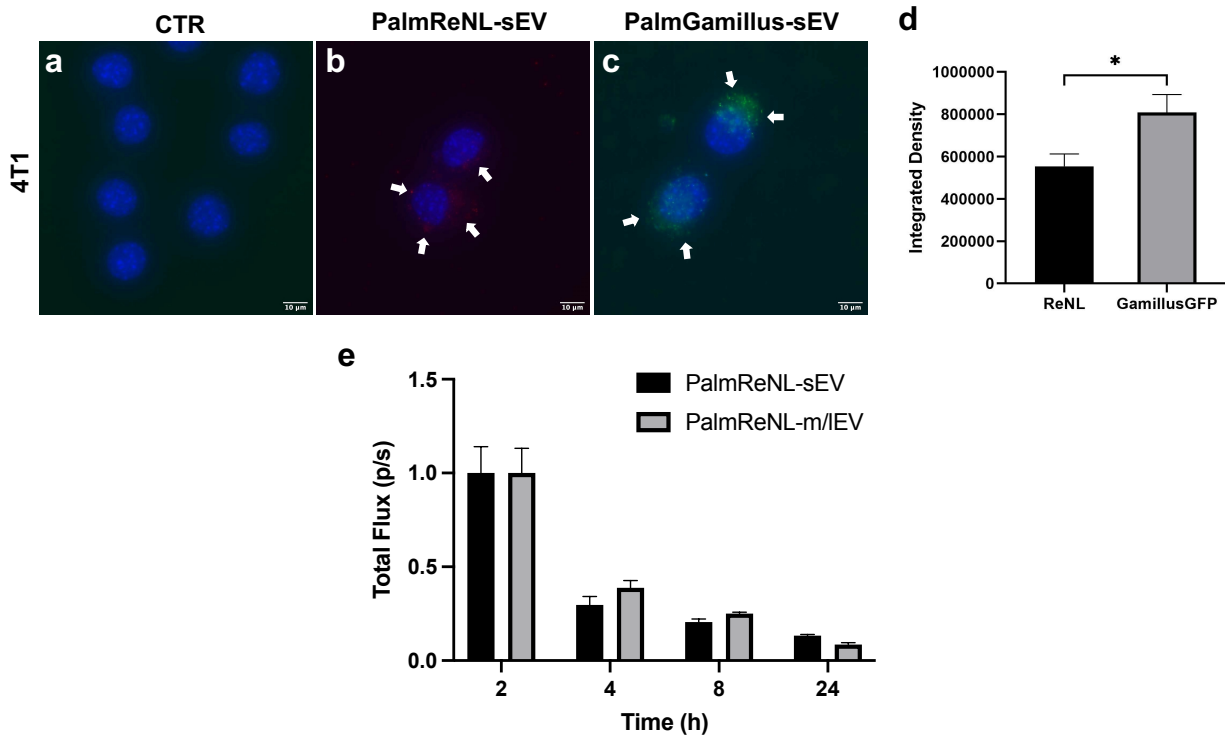 CTR
PalmReNL-sEV
PalmGamillus-sEV
4T1
a
b
c
10 µm
10 µm
10 µm
d
*
Integrated Density
1000000
800000
600000
400000
200000
0
ReNL
GamillusGFP
e
PalmReNL-sEV
PalmReNL-m/lEV
Total Flux (p/s)
1.5
1.0
0.5
0.0
2
4
8
24
Time (h)